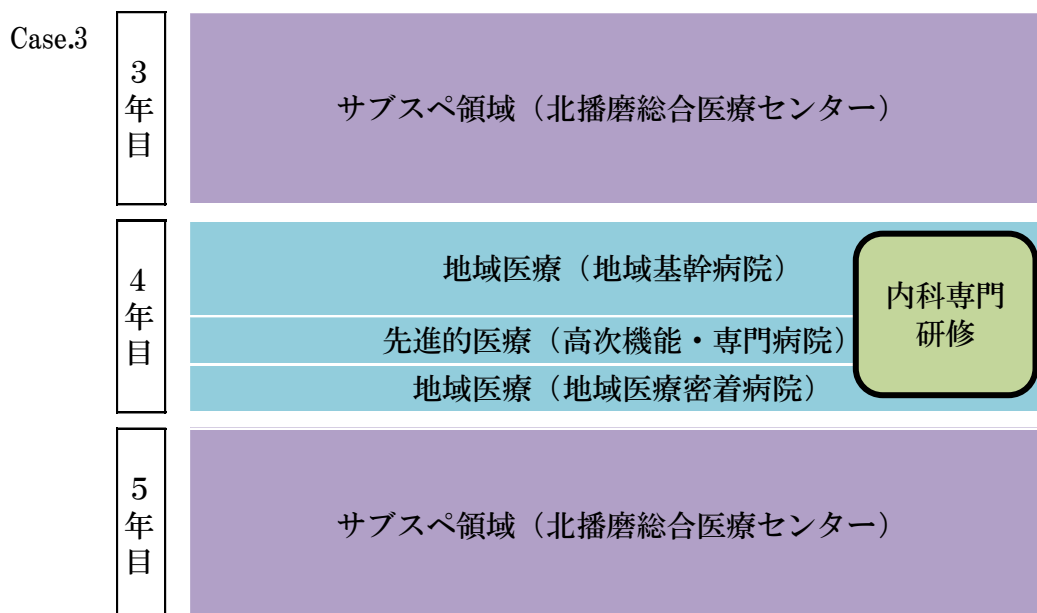 Case.3
3年目
サブスペ領域（北播磨総合医療センター）
4年目
地域医療（地域基幹病院）
先進的医療（高次機能・専門病院）
地域医療（地域医療密着病院）
内科専門
研修
5年目
サブスペ領域（北播磨総合医療センター）